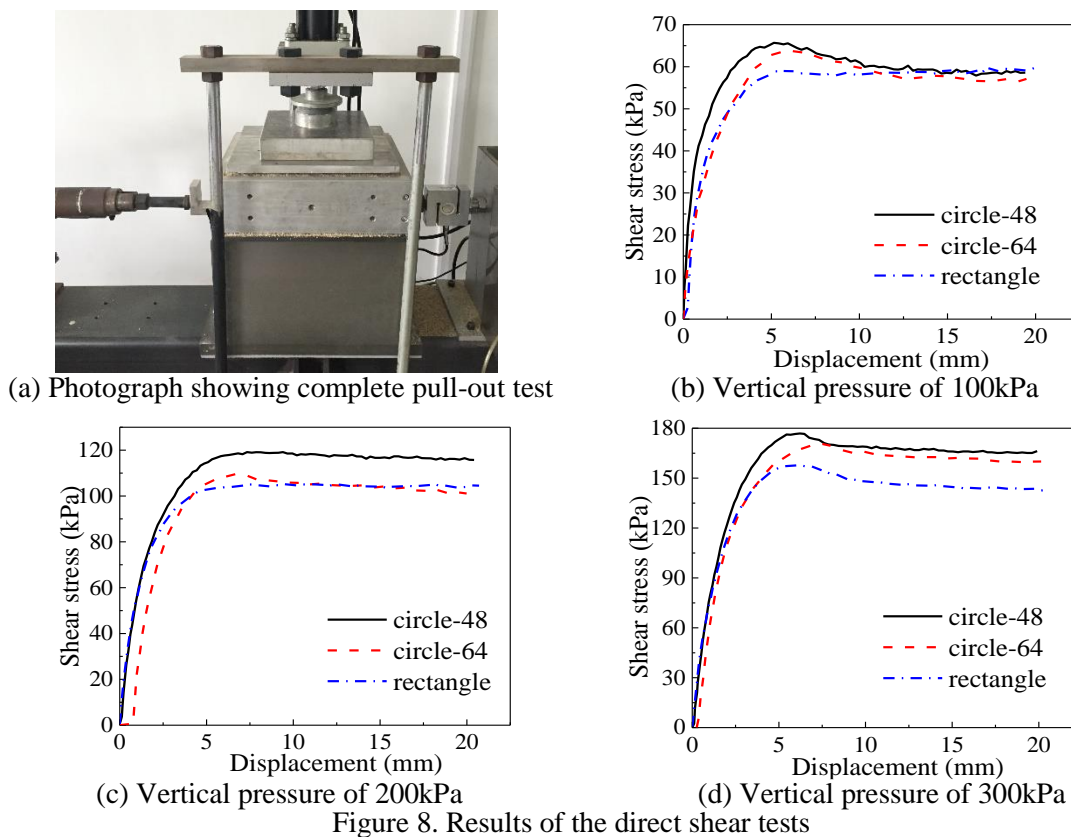 70
60
50
40
30
20
10
0
Shear stress (kPa)
circle-48
circle-64
rectangle
0 5 10 15 20
Displacement (mm)
(a) Photograph showing complete pull-out test
(b) Vertical pressure of 100kPa
120
100
80
60
40
20
0
Shear stress (kPa)
circle-48
circle-64
rectangle
0 5 10 15 20
Displacement (mm)
(c) Vertical pressure of 200kPa
180
150
120
90
60
30
0
Shear stress (kPa)
circle-48
circle-64
rectangle
0 5 10 15 20
Displacement (mm)
(d) Vertical pressure of 300kPa
Figure 8. Results of the direct shear tests